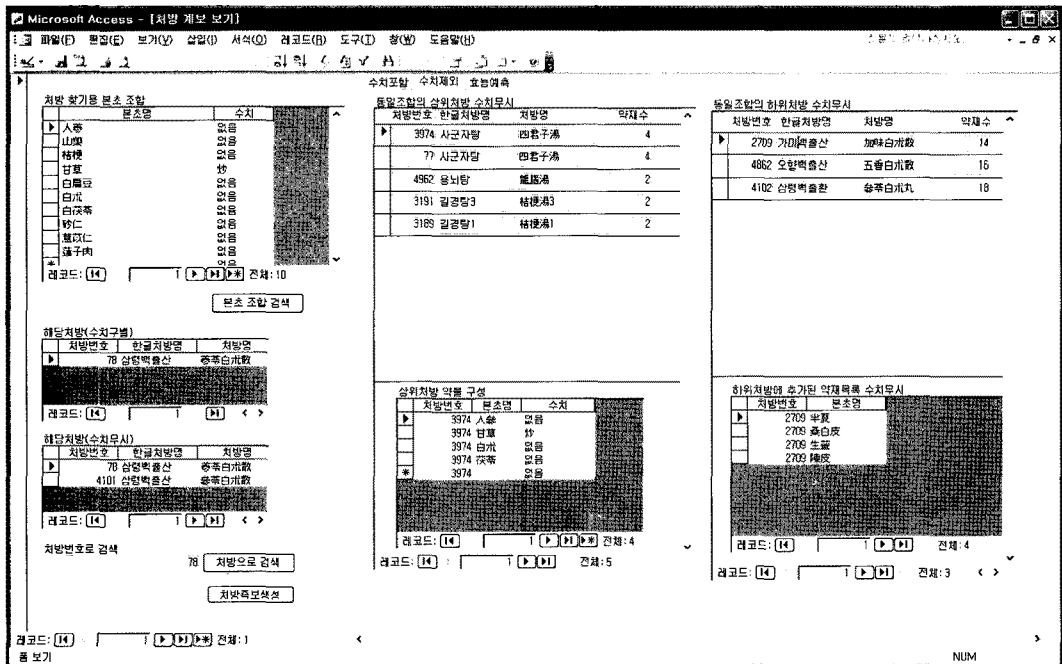 Microsoft Access - [처방 계보 보기]
파일(F) 편집(E) 보기(V) 삽입(I) 서식(O) 레코드(R) 도구(T) 창(W) 도움말(H)
수치포함 수치제외 효능예측
처방 찾기용 본초 조합
본초명 수치
人蔘 없음
山藥 없음
桔梗 없음
甘草 炒
白扁豆 없음
白朮 없음
白茯苓 없음
砂仁 없음
薏苡仁 없음
蓮子肉 없음
없음
레코드: 1 전체: 10
본초 조합 검색
해당처방(수치구별)
처방번호 한글처방명 처방명
78 삼령백출산 蔘苓白朮散
레코드: 1
해당처방(수치무시)
처방번호 한글처방명 처방명
78 삼령백출산 蔘苓白朮散
4101 삼령백출산 參苓白朮散
레코드: 1
처방번호로 검색
78 처방으로 검색
처방족보생성
레코드: 1 전체: 1
폼 보기
동일조합의 상위처방 수치무시
처방번호 한글처방명 처방명 약재수
3974 사군자탕 四君子湯 4
77 사군자탕 四君子湯 4
4962 용뇌탕 2
3191 길경탕3 桔梗湯3 2
3189 길경탕1 桔梗湯1 2
상위처방 약물 구성
처방번호 본초명 수치
3974 人蔘 없음
3974 甘草 炒
3974 白朮 없음
3974 茯苓 없음
3974 없음
레코드: 1 전체: 4
레코드: 1 전체: 5
동일조합의 하위처방 수치무시
처방번호 한글처방명 처방명 약재수
2709 가미백출산 加味白朮散 14
4862 오향백출산 五香白朮散 16
4102 삼령백출환 參苓白朮丸 18
하위처방에 추가된 약재목록 수치무시
처방번호 본초명
2709 半夏
2709 桑白皮
2709 生薑
2709 陳皮
레코드: 1 전체: 4
레코드: 1 전체: 3
NUM